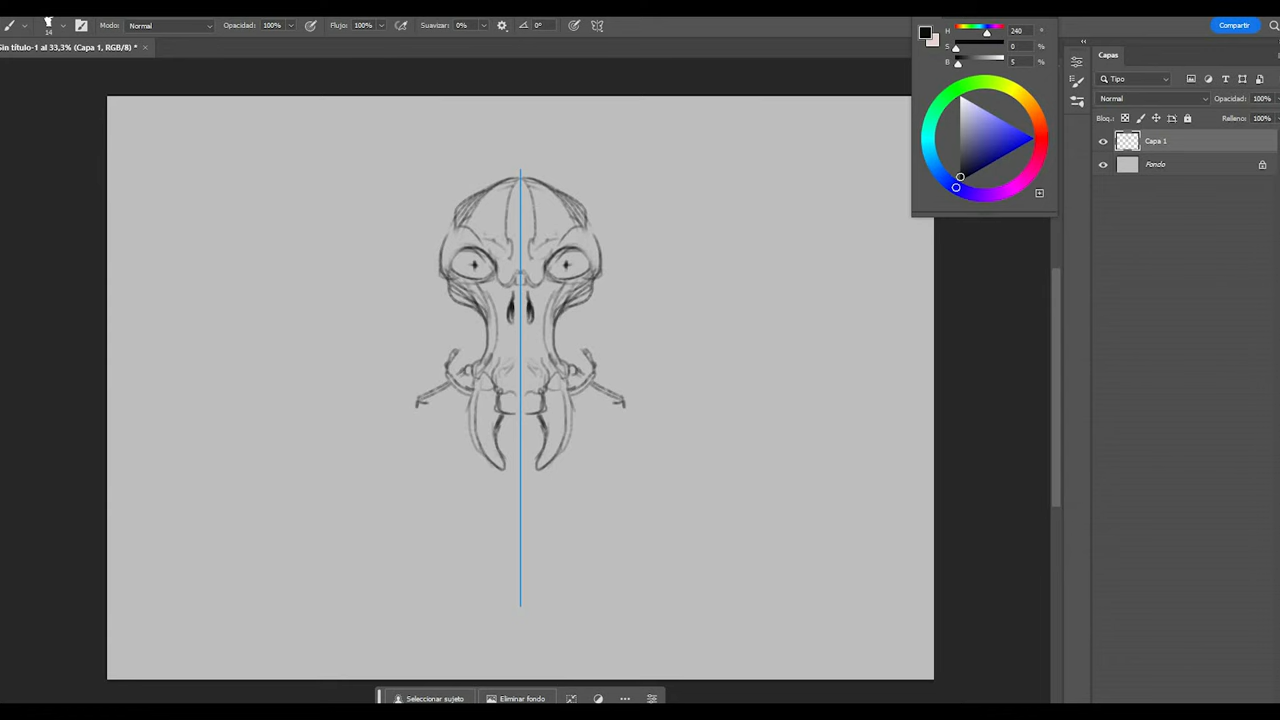 14 Modo: Normal Opacidad: 100% Flujo: 100% Suavizar: 0% 0° Compartir
Sin título-1 al 33,3% (Capa 1, RGB/8) *
H 240 °
S 0 %
B 5 %
Capas
Tipo
Normal Opacidad: 100%
Bloq.: Relleno: 100%
Capa 1
Fondo
Seleccionar sujeto Eliminar fondo